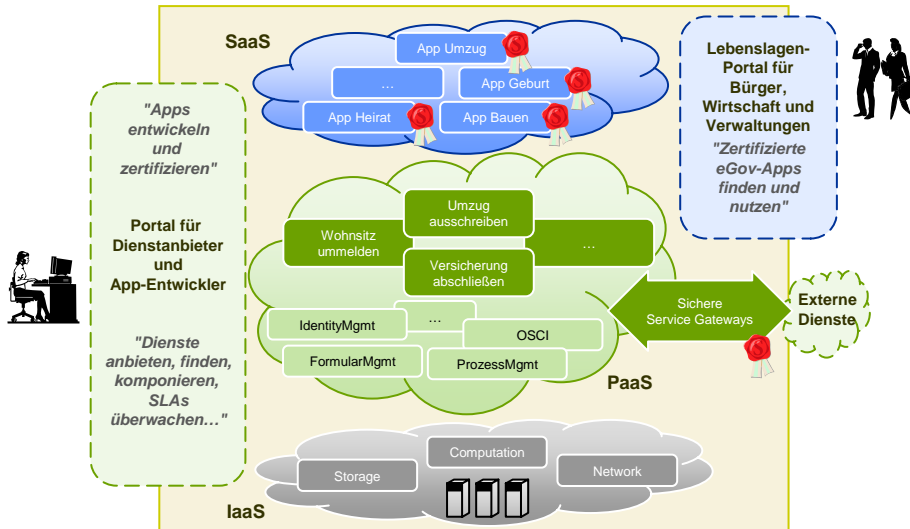 SaaS
App Umzug
…
App Geburt
App Heirat
App Bauen
Lebenslagen-
Portal für
Bürger,
Wirtschaft und
Verwaltungen
"Zertifizierte
eGov-Apps
finden und
nutzen"
"Apps
entwickeln
und
zertifizieren"
Portal für
Dienstanbieter
und
App-Entwickler
"Dienste
anbieten, finden,
komponieren,
SLAs
überwachen…"
Umzug
ausschreiben
Wohnsitz
ummelden
…
Versicherung
abschließen
IdentityMgmt
…
OSCI
FormularMgmt
ProzessMgmt
PaaS
Sichere
Service Gateways
Externe
Dienste
Computation
Storage
Network
IaaS